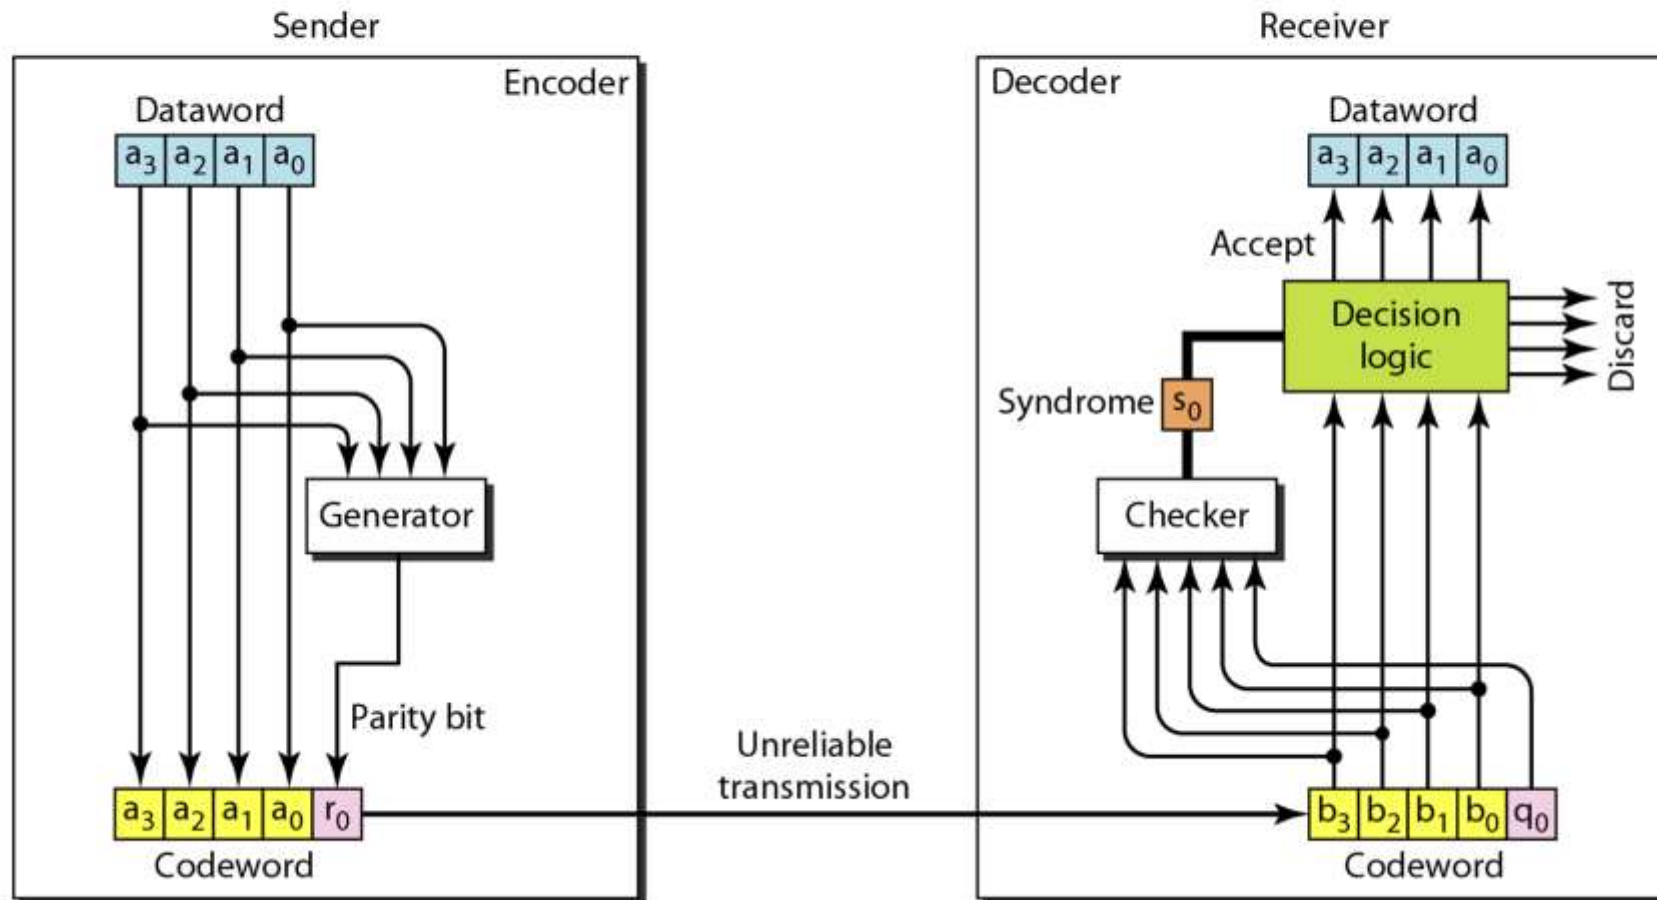 Sender
Encoder
Dataword
a₃ a₂ a₁ a₀
Generator
Parity bit
a₃ a₂ a₁ a₀ r₀
Codeword
Unreliable
transmission
Receiver
Decoder
Dataword
a₃ a₂ a₁ a₀
Accept
Decision
logic
Discard
Syndrome s₀
Checker
b₃ b₂ b₁ b₀ q₀
Codeword